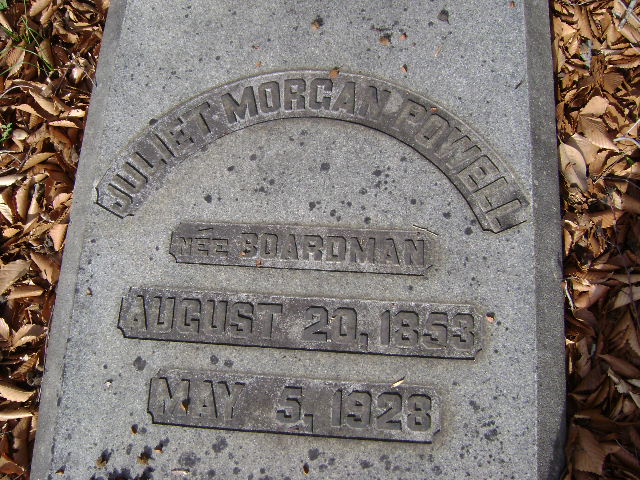 JULIET MORGAN POWELL
NÉE BOARDMAN
AUGUST 20, 1853
MAY 5, 1928